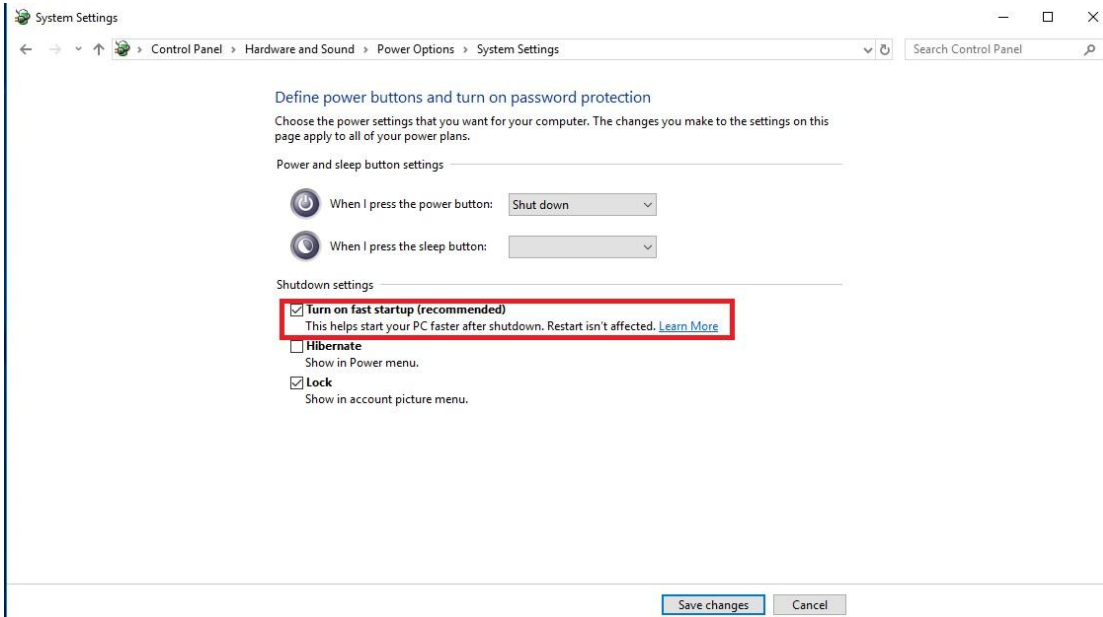 System Settings
Control Panel > Hardware and Sound > Power Options > System Settings
Search Control Panel
Define power buttons and turn on password protection
Choose the power settings that you want for your computer. The changes you make to the settings on this
page apply to all of your power plans.
Power and sleep button settings
When I press the power button: Shut down
When I press the sleep button:
Shutdown settings
Turn on fast startup (recommended)
This helps start your PC faster after shutdown. Restart isn't affected. Learn More
Hibernate
Show in Power menu.
Lock
Show in account picture menu.
Save changes Cancel